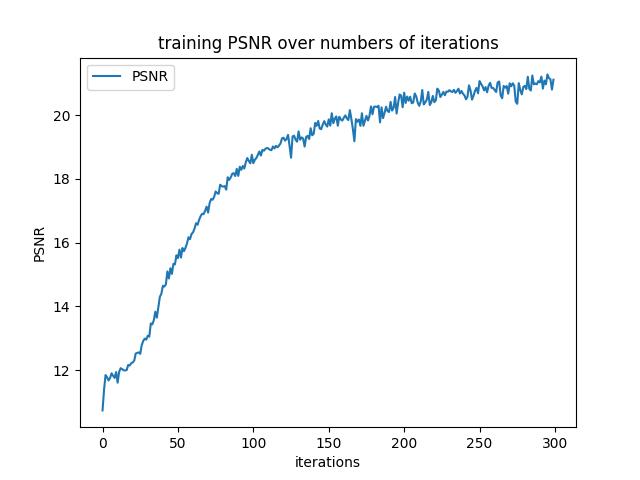 training PSNR over numbers of iterations
PSNR
PSNR
20
18
16
14
12
0 50 100 150 200 250 300
iterations